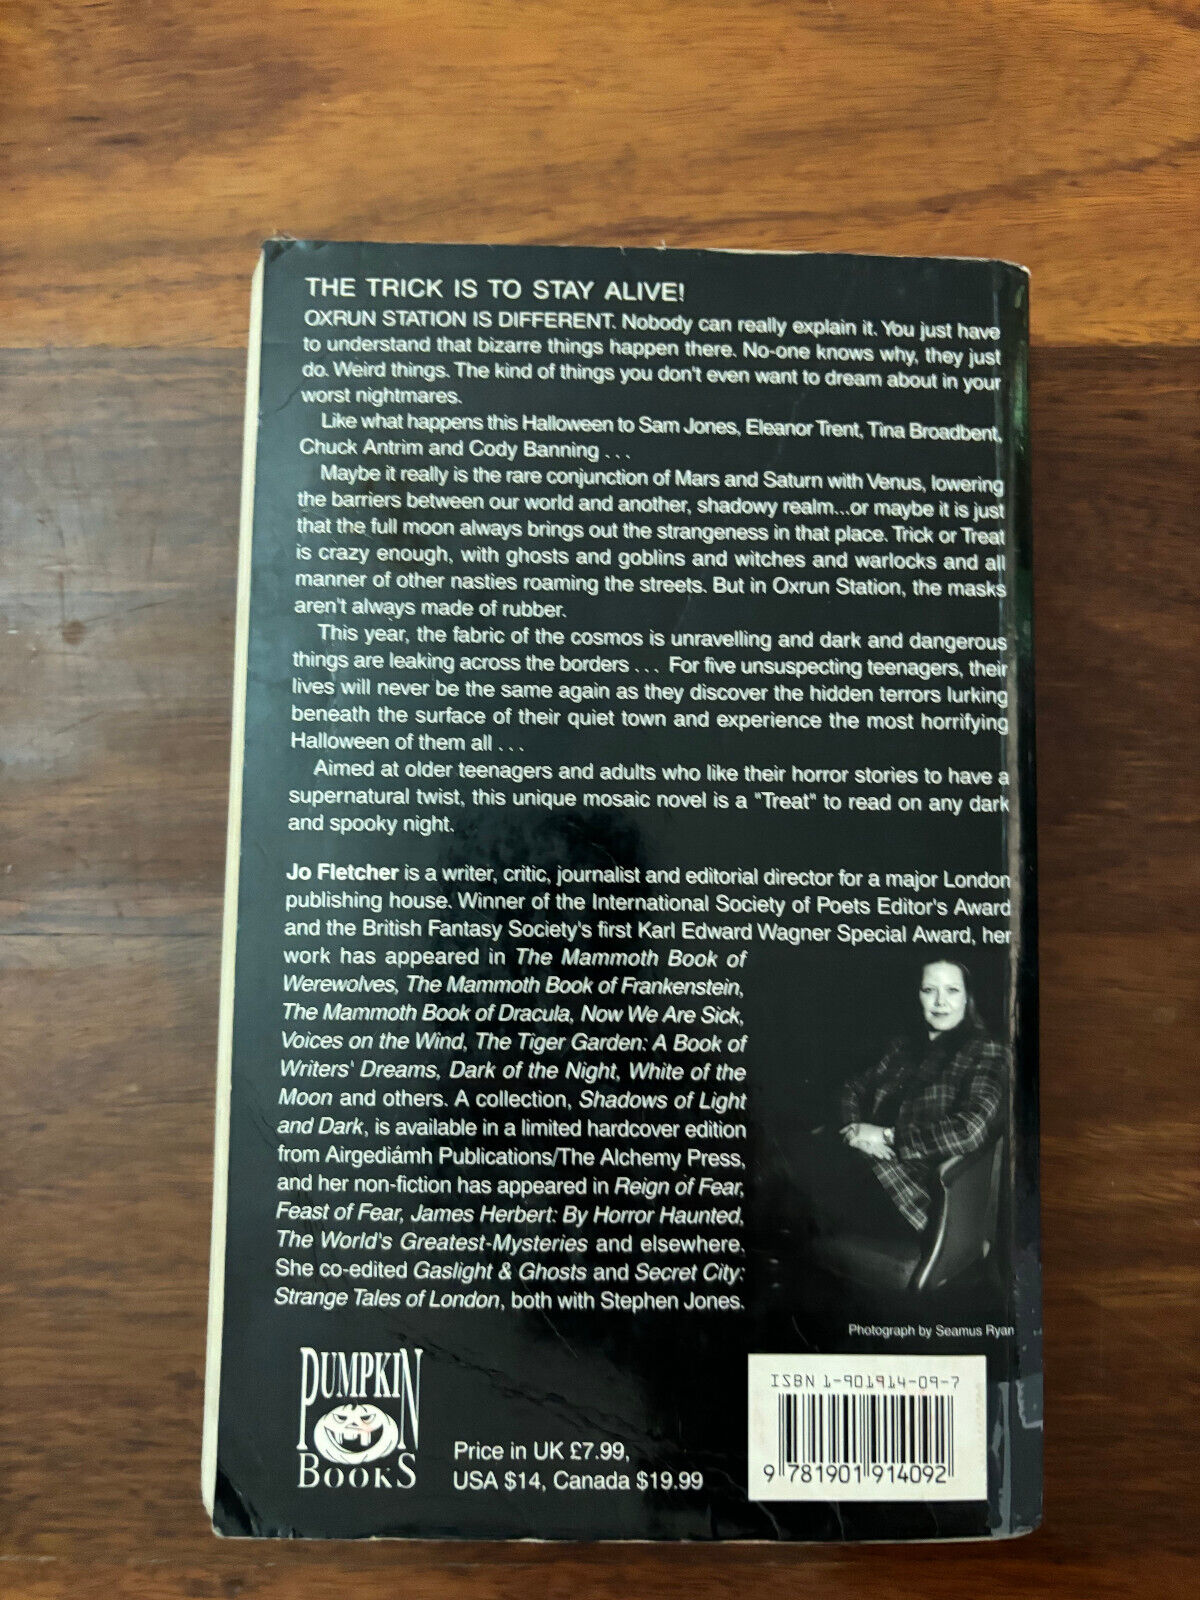 THE TRICK IS TO STAY ALIVE!
OXRUN STATION IS DIFFERENT. Nobody can really explain it. You just have
to understand that bizarre things happen there. No-one knows why, they just
do. Weird things. The kind of things you don't even want to dream about in your
worst nightmares.
Like what happens this Halloween to Sam Jones, Eleanor Trent, Tina Broadbent,
Chuck Antrim and Cody Banning . . .
Maybe it really is the rare conjunction of Mars and Saturn with Venus, lowering
the barriers between our world and another, shadowy realm...or maybe it is just
that the full moon always brings out the strangeness in that place. Trick or Treat
is crazy enough, with ghosts and goblins and witches and warlocks and all
manner of other nasties roaming the streets. But in Oxrun Station, the masks
aren't always made of rubber.
This year, the fabric of the cosmos is unravelling and dark and dangerous
things are leaking across the borders . . . For five unsuspecting teenagers, their
lives will never be the same again as they discover the hidden terrors lurking
beneath the surface of their quiet town and experience the most horrifying
Halloween of them all . . .
Aimed at older teenagers and adults who like their horror stories to have a
supernatural twist, this unique mosaic novel is a "Treat" to read on any dark
and spooky night.
Jo Fletcher is a writer, critic, journalist and editorial director for a major London
publishing house. Winner of the International Society of Poets Editor's Award
and the British Fantasy Society's first Karl Edward Wagner Special Award, her
work has appeared in The Mammoth Book of
Werewolves, The Mammoth Book of Frankenstein,
The Mammoth Book of Dracula, Now We Are Sick,
Voices on the Wind, The Tiger Garden: A Book of
Writers' Dreams, Dark of the Night, White of the
Moon and others. A collection, Shadows of Light
and Dark, is available in a limited hardcover edition
from Airgediámh Publications/The Alchemy Press,
and her non-fiction has appeared in Reign of Fear,
Feast of Fear, James Herbert: By Horror Haunted,
The World's Greatest-Mysteries and elsewhere.
She co-edited Gaslight & Ghosts and Secret City:
Strange Tales of London, both with Stephen Jones.
Photograph by Seamus Ryan
PUMPKIN
BOOKS
Price in UK £7.99,
USA $14, Canada $19.99
ISBN 1-901914-09-7
9 781901 914092